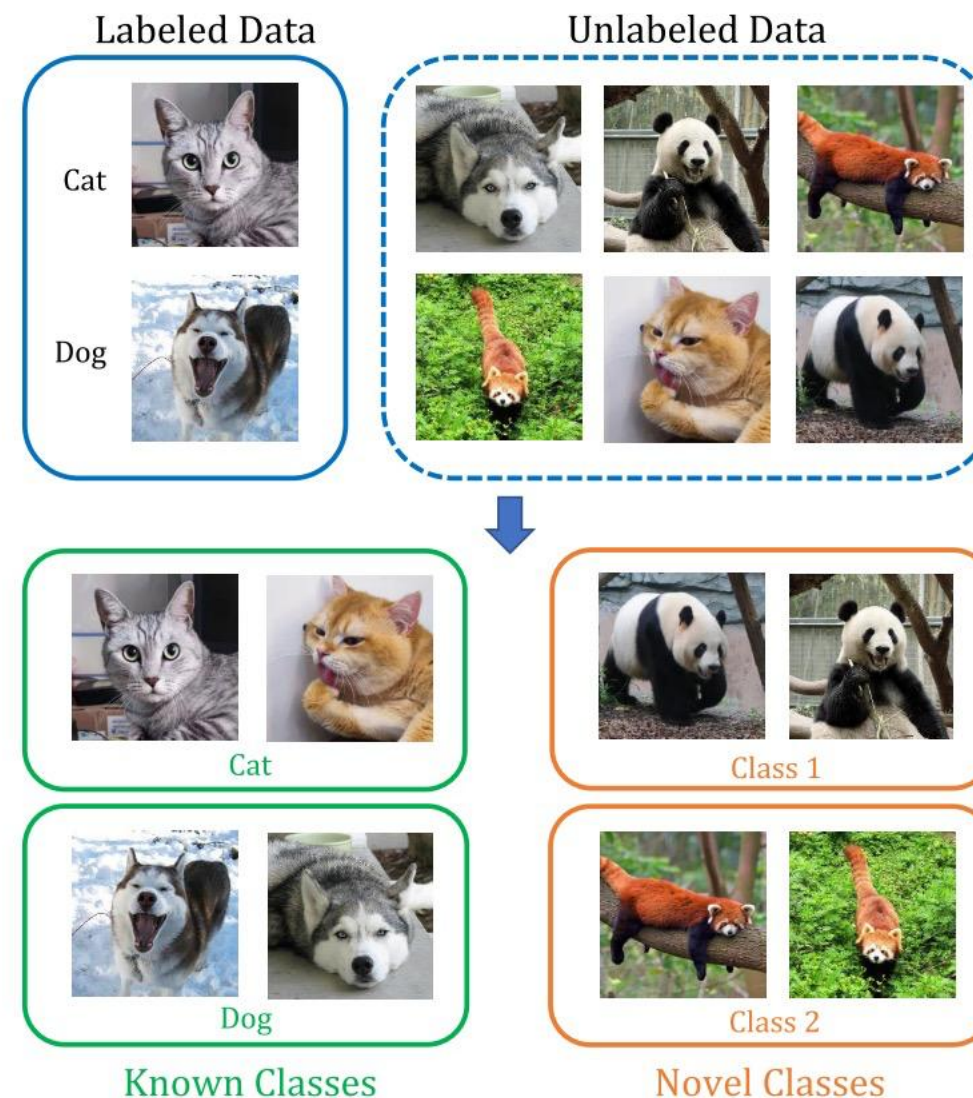 Labeled Data
Unlabeled Data
Cat
Dog
Cat
Class 1
Dog
Class 2
Known Classes
Novel Classes